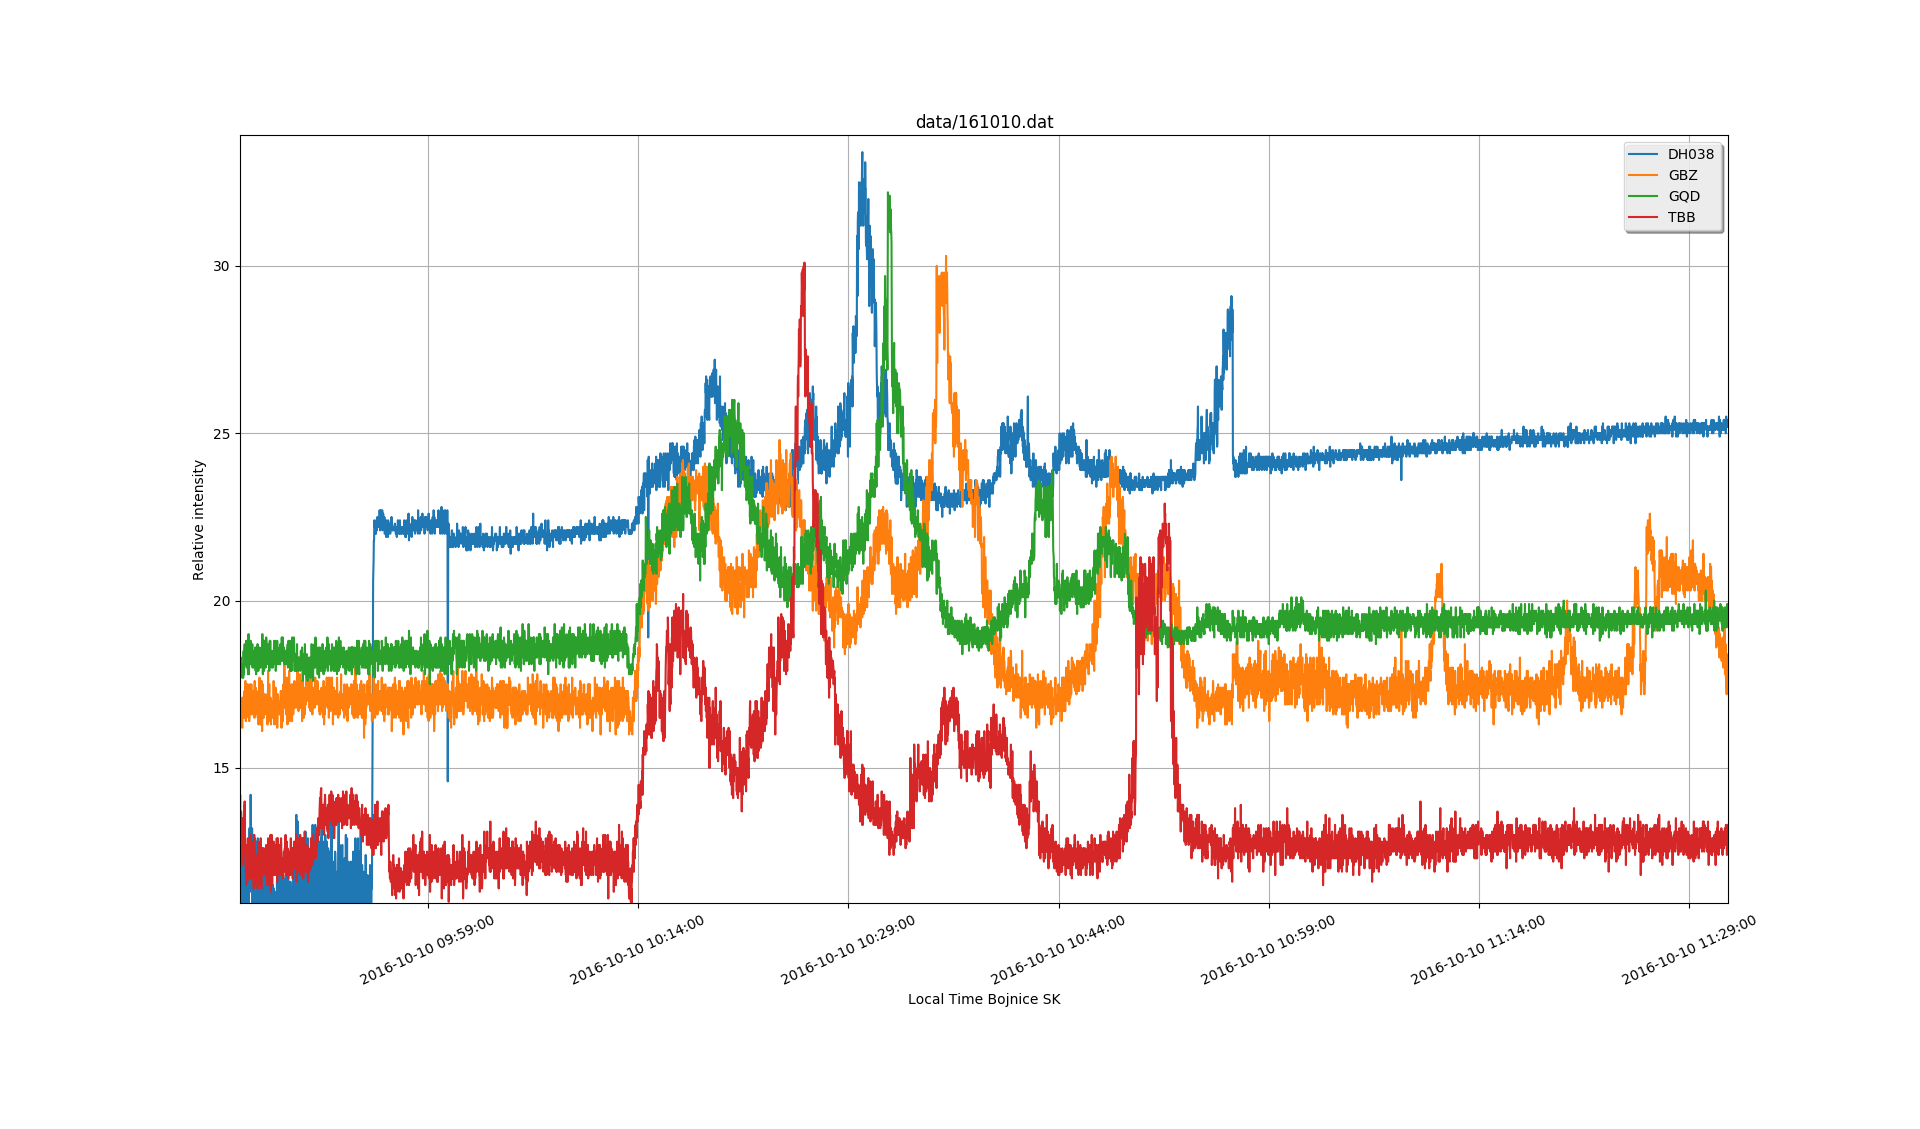 data/161010.dat
DH038
GBZ
GQD
TBB
Relative intensity
30
25
20
15
2016-10-10 09:59:00
2016-10-10 10:14:00
2016-10-10 10:29:00
2016-10-10 10:44:00
2016-10-10 10:59:00
2016-10-10 11:14:00
2016-10-10 11:29:00
Local Time Bojnice SK